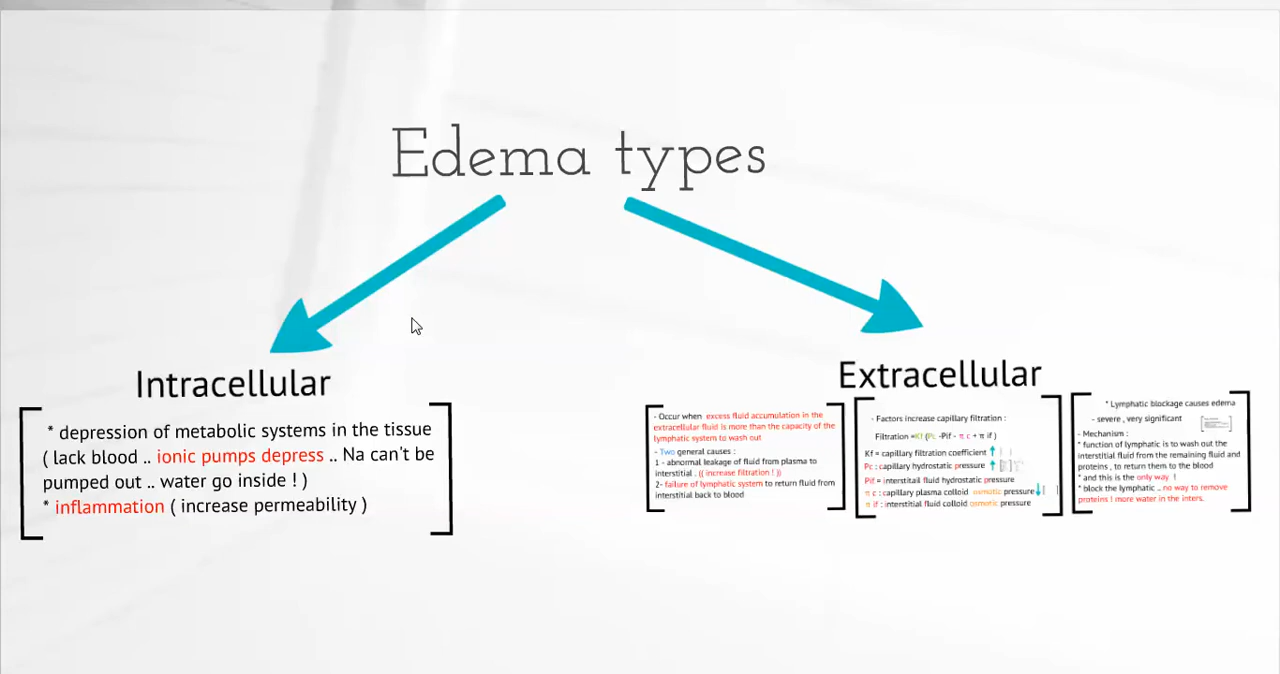 Edema types
Intracellular
* depression of metabolic systems in the tissue
( lack blood .. ionic pumps depress .. Na can't be
pumped out .. water go inside ! )
* inflammation ( increase permeability )
Extracellular
- Occur when excess fluid accumulation in the
extracellular fluid is more than the capacity of the
lymphatic system to wash out
- Two general causes :
1 - abnormal leakage of fluid from plasma to
interstitial . (( increase filtration ! ))
2- failure of lymphatic system to return fluid from
interstitial back to blood
- Factors increase capillary filtration :
Filtration =Kf (Pc -Pif - π c + π if )
Kf = capillary filtration coefficient
Pc : capillary hydrostatic pressure
Pif = interstitail fluid hydrostatic pressure
π c : capillary plasma colloid osmotic pressure
π if : interstitial fluid colloid osmotic pressure
* Lymphatic blockage causes edema
- severe , very significant
- Mechanism :
* function of lymphatic is to wash out the
interstitial fluid from the remaining fluid and
proteins , to return them to the blood
* and this is the only way !
* block the lymphatic .. no way to remove
proteins ! more water in the inters.